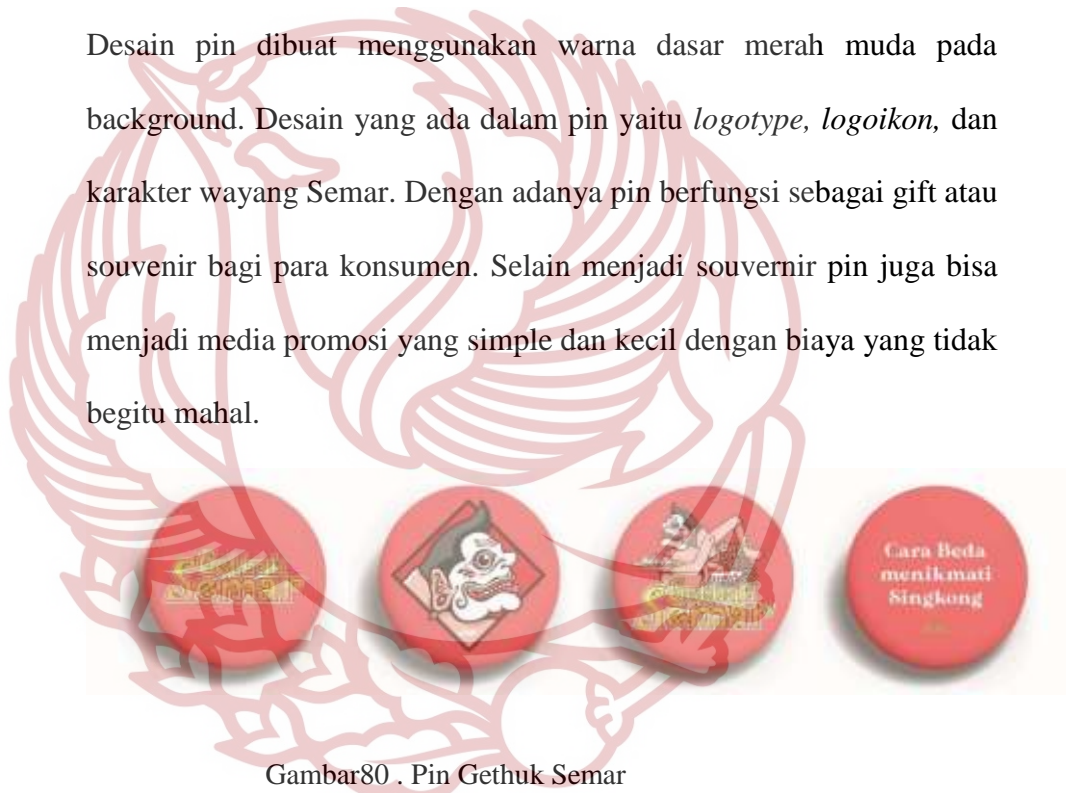 Desain pin dibuat menggunakan warna dasar merah muda pada
background. Desain yang ada dalam pin yaitu logotype, logoikon, dan
karakter wayang Semar. Dengan adanya pin berfungsi sebagai gift atau
souvenir bagi para konsumen. Selain menjadi souvernir pin juga bisa
menjadi media promosi yang simple dan kecil dengan biaya yang tidak
begitu mahal.
Semar
Semar
Cara Beda
menikmati
Singkong
Gambar80 . Pin Gethuk Semar